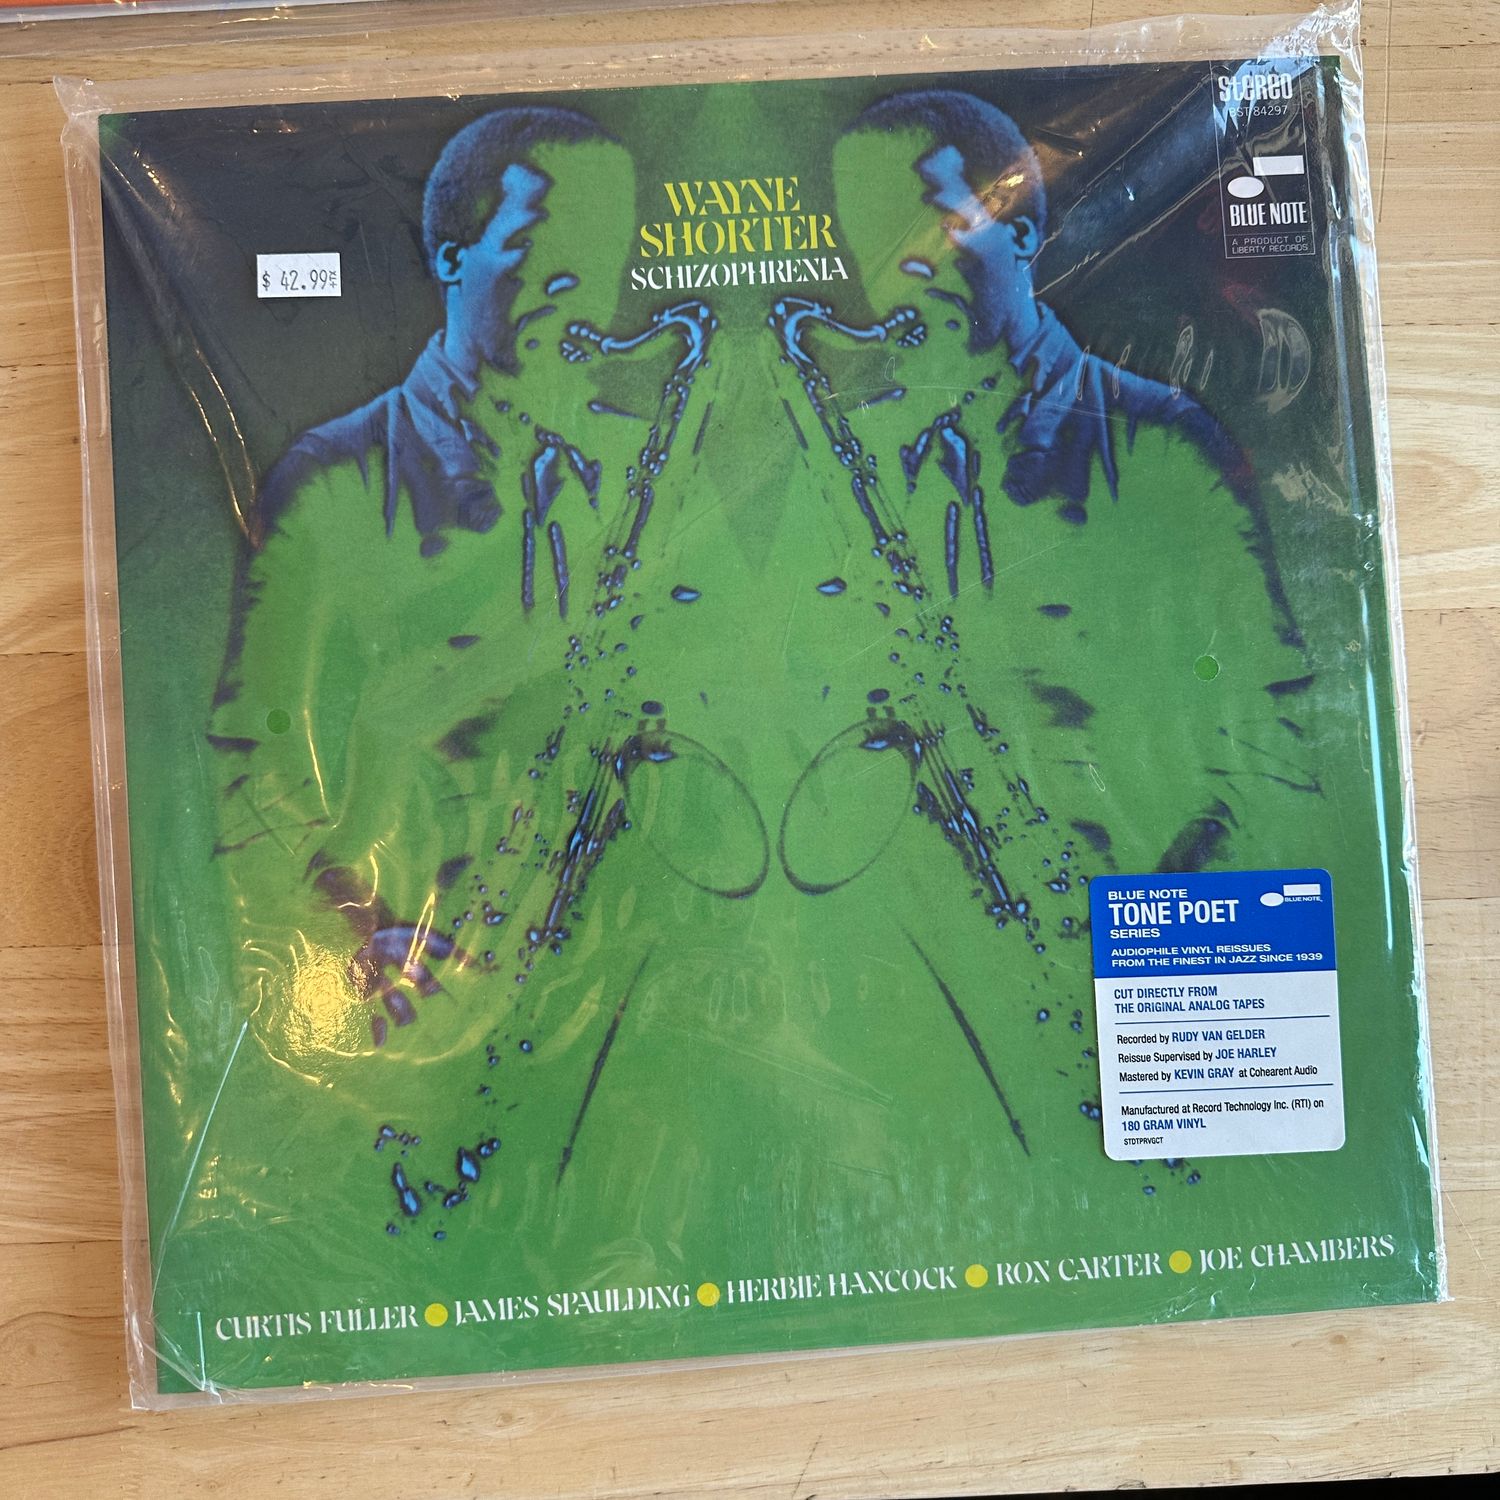 Stereo
BST 84297
BLUE NOTE
A PRODUCT OF
LIBERTY RECORDS
WAYNE
SHORTER
SCHIZOPHRENIA
$ 42.99
BLUE NOTE
TONE POET
SERIES
BLUE NOTE
AUDIOPHILE VINYL REISSUES
FROM THE FINEST IN JAZZ SINCE 1939
CUT DIRECTLY FROM
THE ORIGINAL ANALOG TAPES
Recorded by RUDY VAN GELDER
Reissue Supervised by JOE HARLEY
Mastered by KEVIN GRAY at Cohearent Audio
Manufactured at Record Technology Inc. (RTI) on
180 GRAM VINYL
STDTPRVGCT
CURTIS FULLER ● JAMES SPAULDING ● HERBIE HANCOCK ● RON CARTER ● JOE CHAMBERS